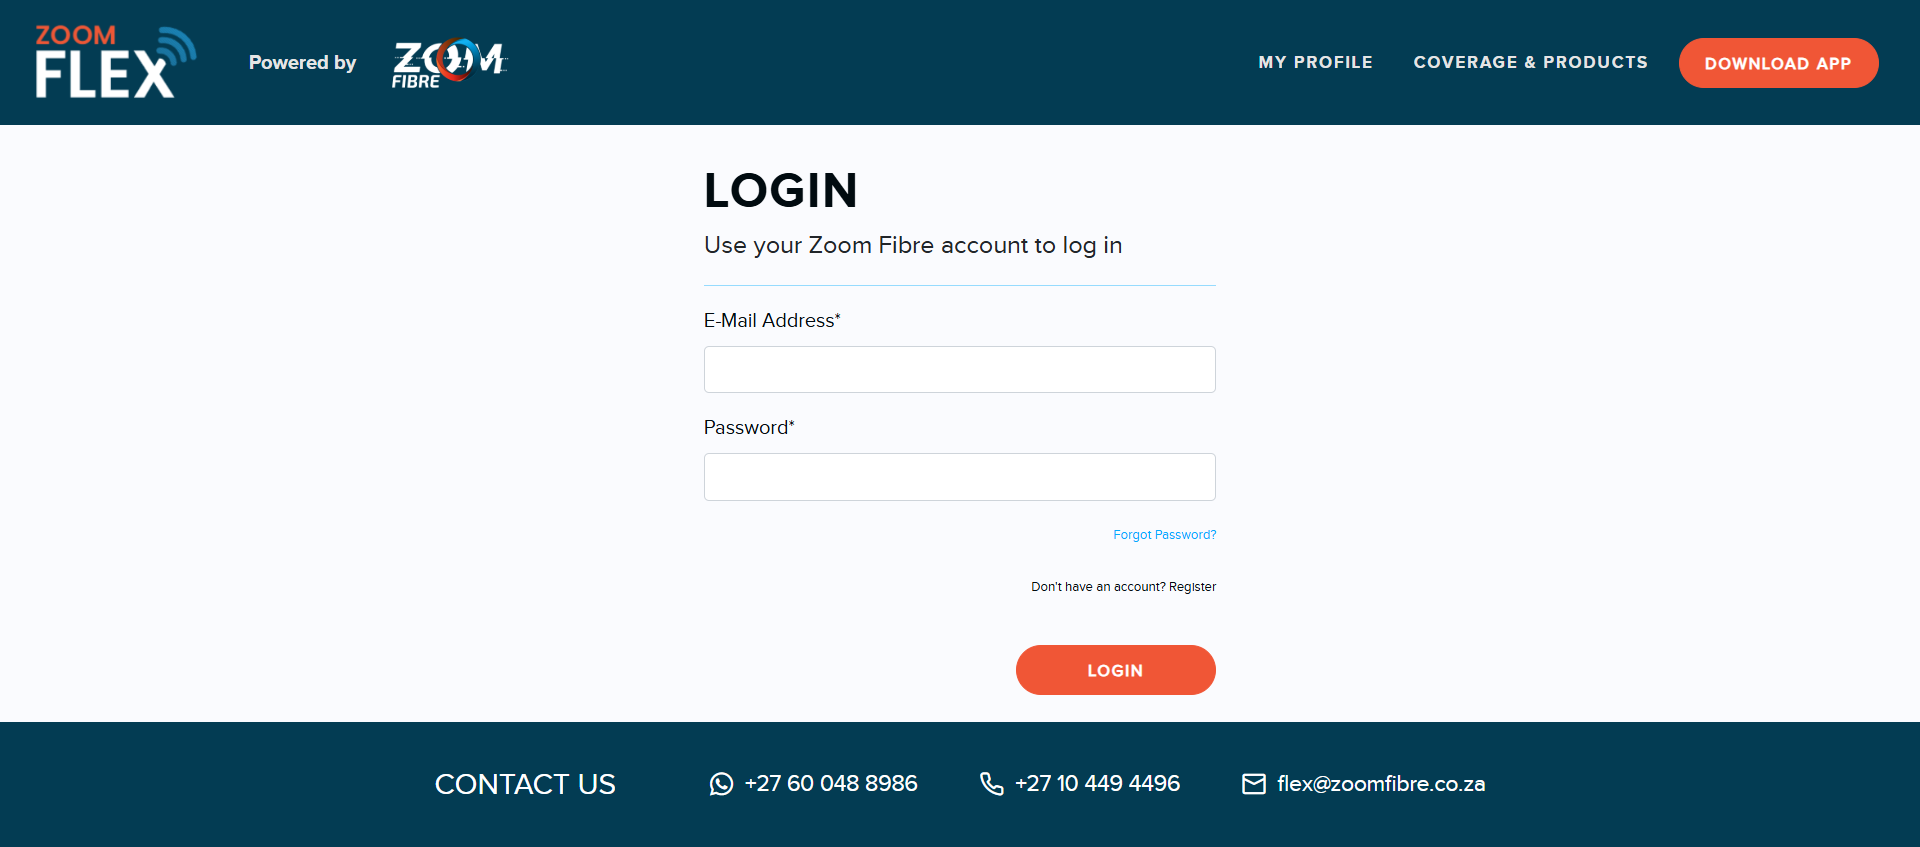 ZOOM
FLEX
Powered by
ZOOM
FIBRE
MY PROFILE
COVERAGE & PRODUCTS
DOWNLOAD APP
LOGIN
Use your Zoom Fibre account to log in
E-Mail Address*
Password*
Forgot Password?
Don't have an account? Register
LOGIN
CONTACT US
+27 60 048 8986
+27 10 449 4496
flex@zoomfibre.co.za